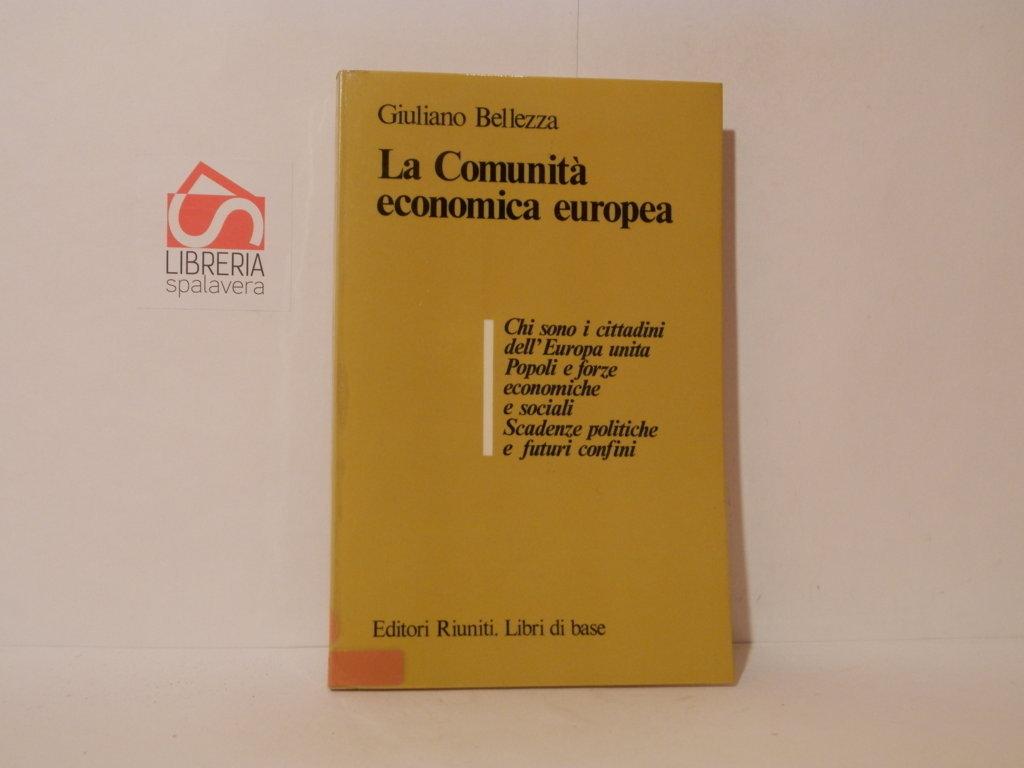 Giuliano Bellezza
La Comunità
economica europea
Chi sono i cittadini
dell'Europa unita
Popoli e forze
economiche
e sociali
Scadenze politiche
e futuri confini
Editori Riuniti. Libri di base
LIBRERIA
spalavera